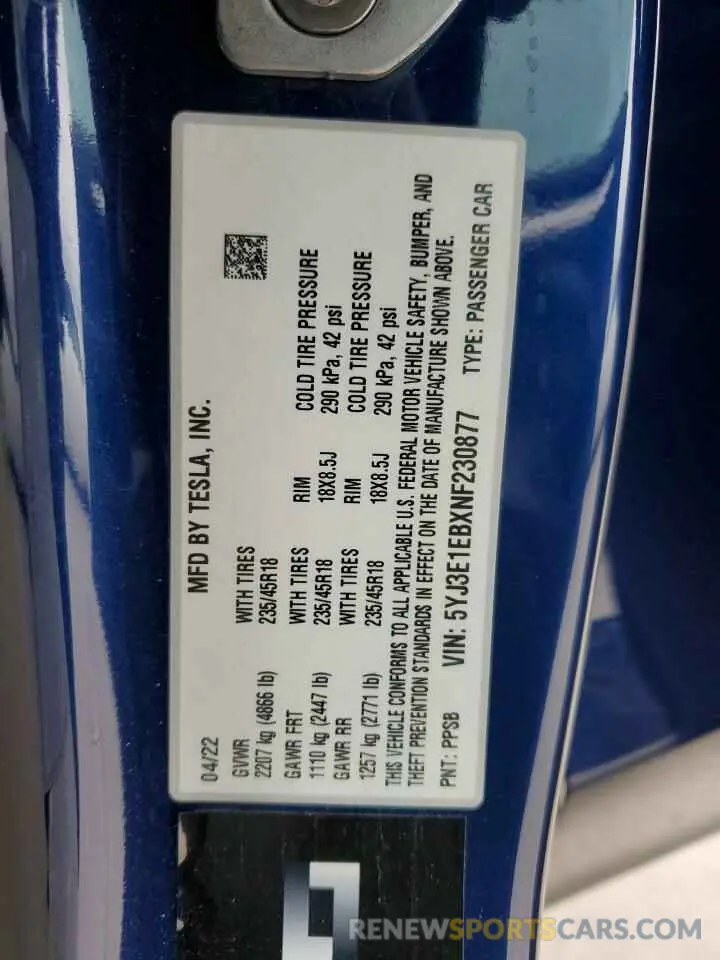 MFD BY TESLA, INC.
04/22
GVWR WITH TIRES
2207 kg (4866 lb) 235/45R18
GAWR FRT WITH TIRES RIM COLD TIRE PRESSURE
1110 kg (2447 lb) 235/45R18 18X8.5J 290 kPa, 42 psi
GAWR RR WITH TIRES RIM COLD TIRE PRESSURE
1257 kg (2771 lb) 235/45R18 18X8.5J 290 kPa, 42 psi
THIS VEHICLE CONFORMS TO ALL APPLICABLE U.S. FEDERAL MOTOR VEHICLE SAFETY, BUMPER, AND
THEFT PREVENTION STANDARDS IN EFFECT ON THE DATE OF MANUFACTURE SHOWN ABOVE.
PNT: PPSB VIN: 5YJ3E1EBXNF230877 TYPE: PASSENGER CAR
RENEWSPORTSCARS.COM